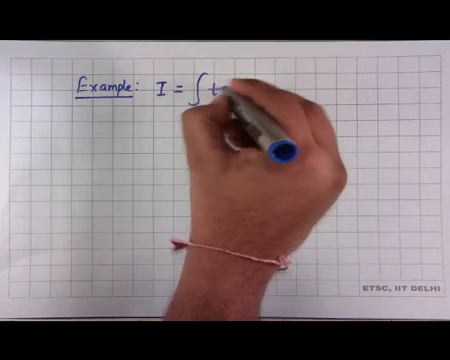 Example: I = ∫ t
ETSC, IIT DELHI